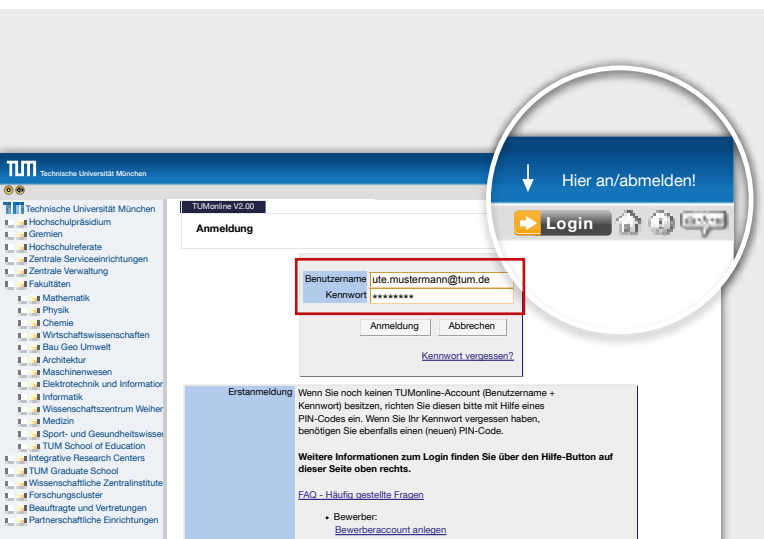 TUM Technische Universität München
Hier an/abmelden!
Login
Technische Universität München
Hochschulpräsidium
Gremien
Hochschulreferate
Zentrale Serviceeinrichtungen
Zentrale Verwaltung
Fakultäten
Mathematik
Physik
Chemie
Wirtschaftswissenschaften
Bau Geo Umwelt
Architektur
Maschinenwesen
Elektrotechnik und Information
Informatik
Wissenschaftszentrum Weiher
Medizin
Sport- und Gesundheitswissen
TUM School of Education
Integrative Research Centers
TUM Graduate School
Wissenschaftliche Zentralinstitute
Forschungscluster
Beauftragte und Vertretungen
Partnerschaftliche Einrichtungen
TUMonline V2.00
Anmeldung
Benutzername ute.mustermann@tum.de
Kennwort ********
Anmeldung Abbrechen
Kennwort vergessen?
Erstanmeldung Wenn Sie noch keinen TUMonline-Account (Benutzername +
Kennwort) besitzen, richten Sie diesen bitte mit Hilfe eines
PIN-Codes ein. Wenn Sie Ihr Kennwort vergessen haben,
benötigen Sie ebenfalls einen (neuen) PIN-Code.
Weitere Informationen zum Login finden Sie über den Hilfe-Button auf
dieser Seite oben rechts.
FAQ - Häufig gestellte Fragen
• Bewerber:
Bewerberaccount anlegen